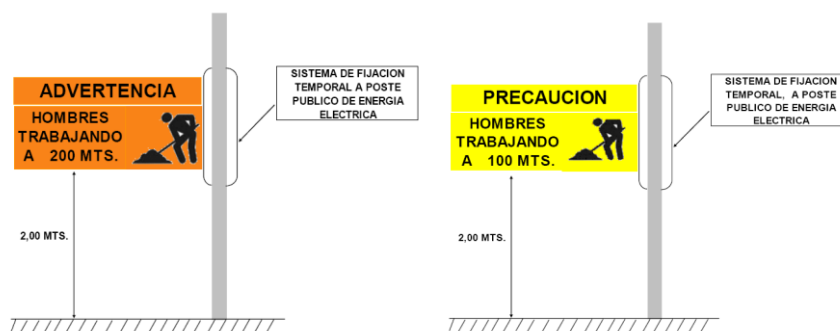 ADVERTENCIA
HOMBRES
TRABAJANDO
A 200 MTS.
SISTEMA DE FIJACION
TEMPORAL A POSTE
PUBLICO DE ENERGIA
ELECTRICA
2,00 MTS.
PRECAUCION
HOMBRES
TRABAJANDO
A 100 MTS.
SISTEMA DE FIJACION
TEMPORAL, A POSTE
PUBLICO DE ENERGIA
ELECTRICA
2,00 MTS.